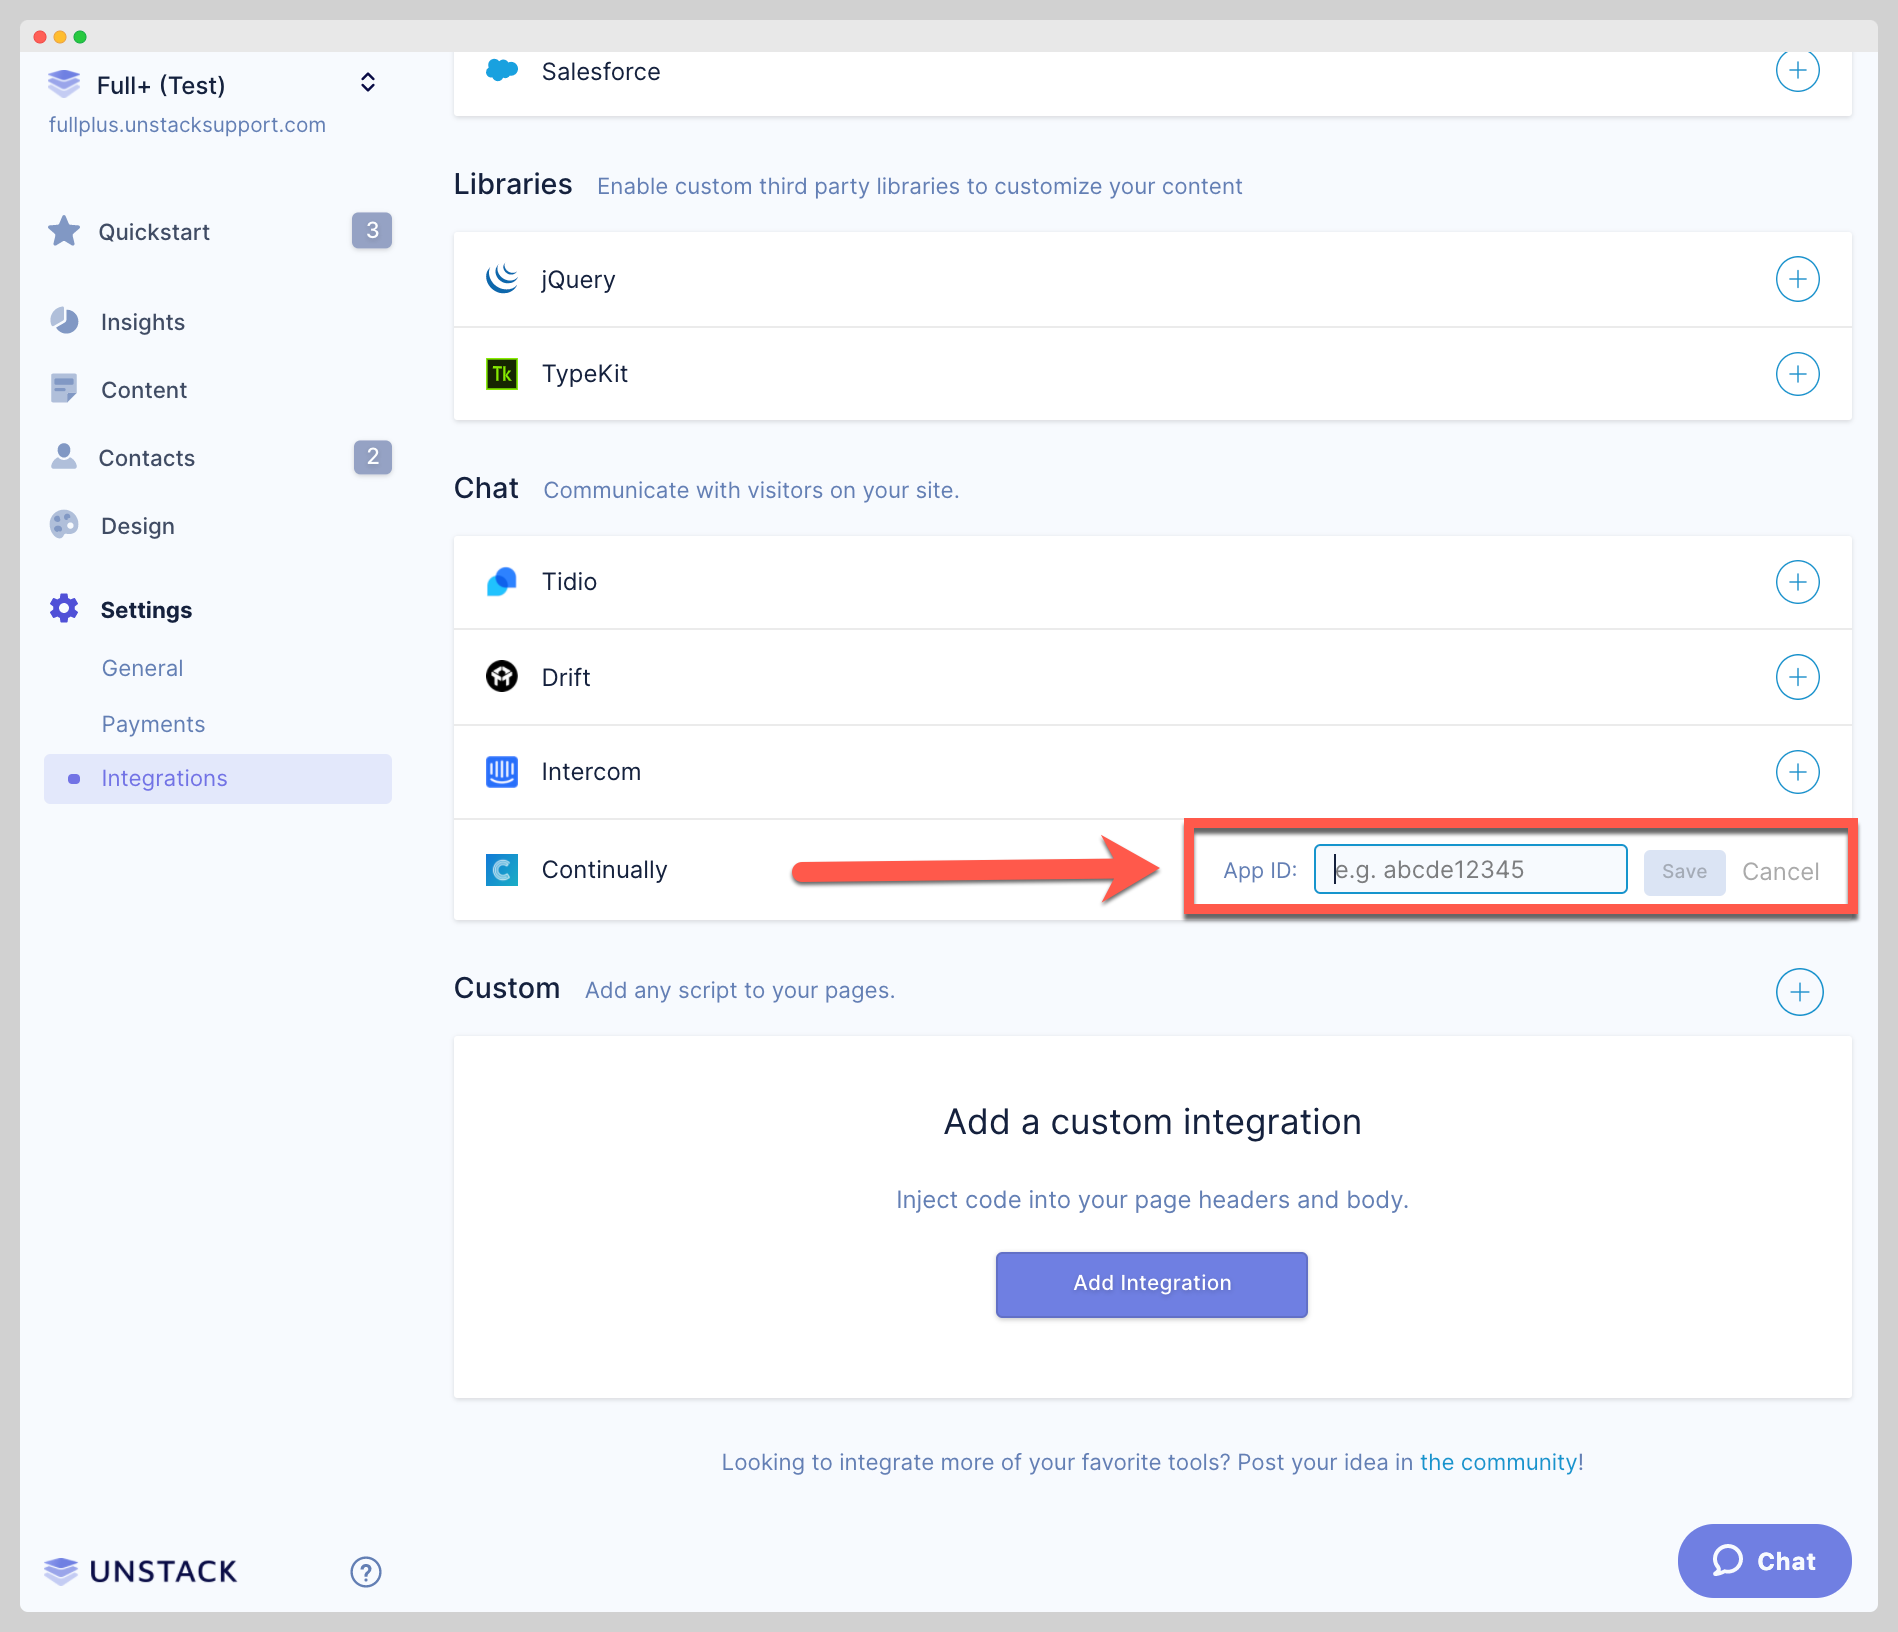 Full+ (Test)
fullplus.unstacksupport.com
Quickstart 3
Insights
Content
Contacts 2
Design
Settings
General
Payments
Integrations
UNSTACK ?
Salesforce
Libraries Enable custom third party libraries to customize your content
jQuery
Tk TypeKit
Chat Communicate with visitors on your site.
Tidio
Drift
Intercom
C Continually App ID: e.g. abcde12345 Save Cancel
Custom Add any script to your pages.
Add a custom integration
Inject code into your page headers and body.
Add Integration
Looking to integrate more of your favorite tools? Post your idea in the community!
Chat